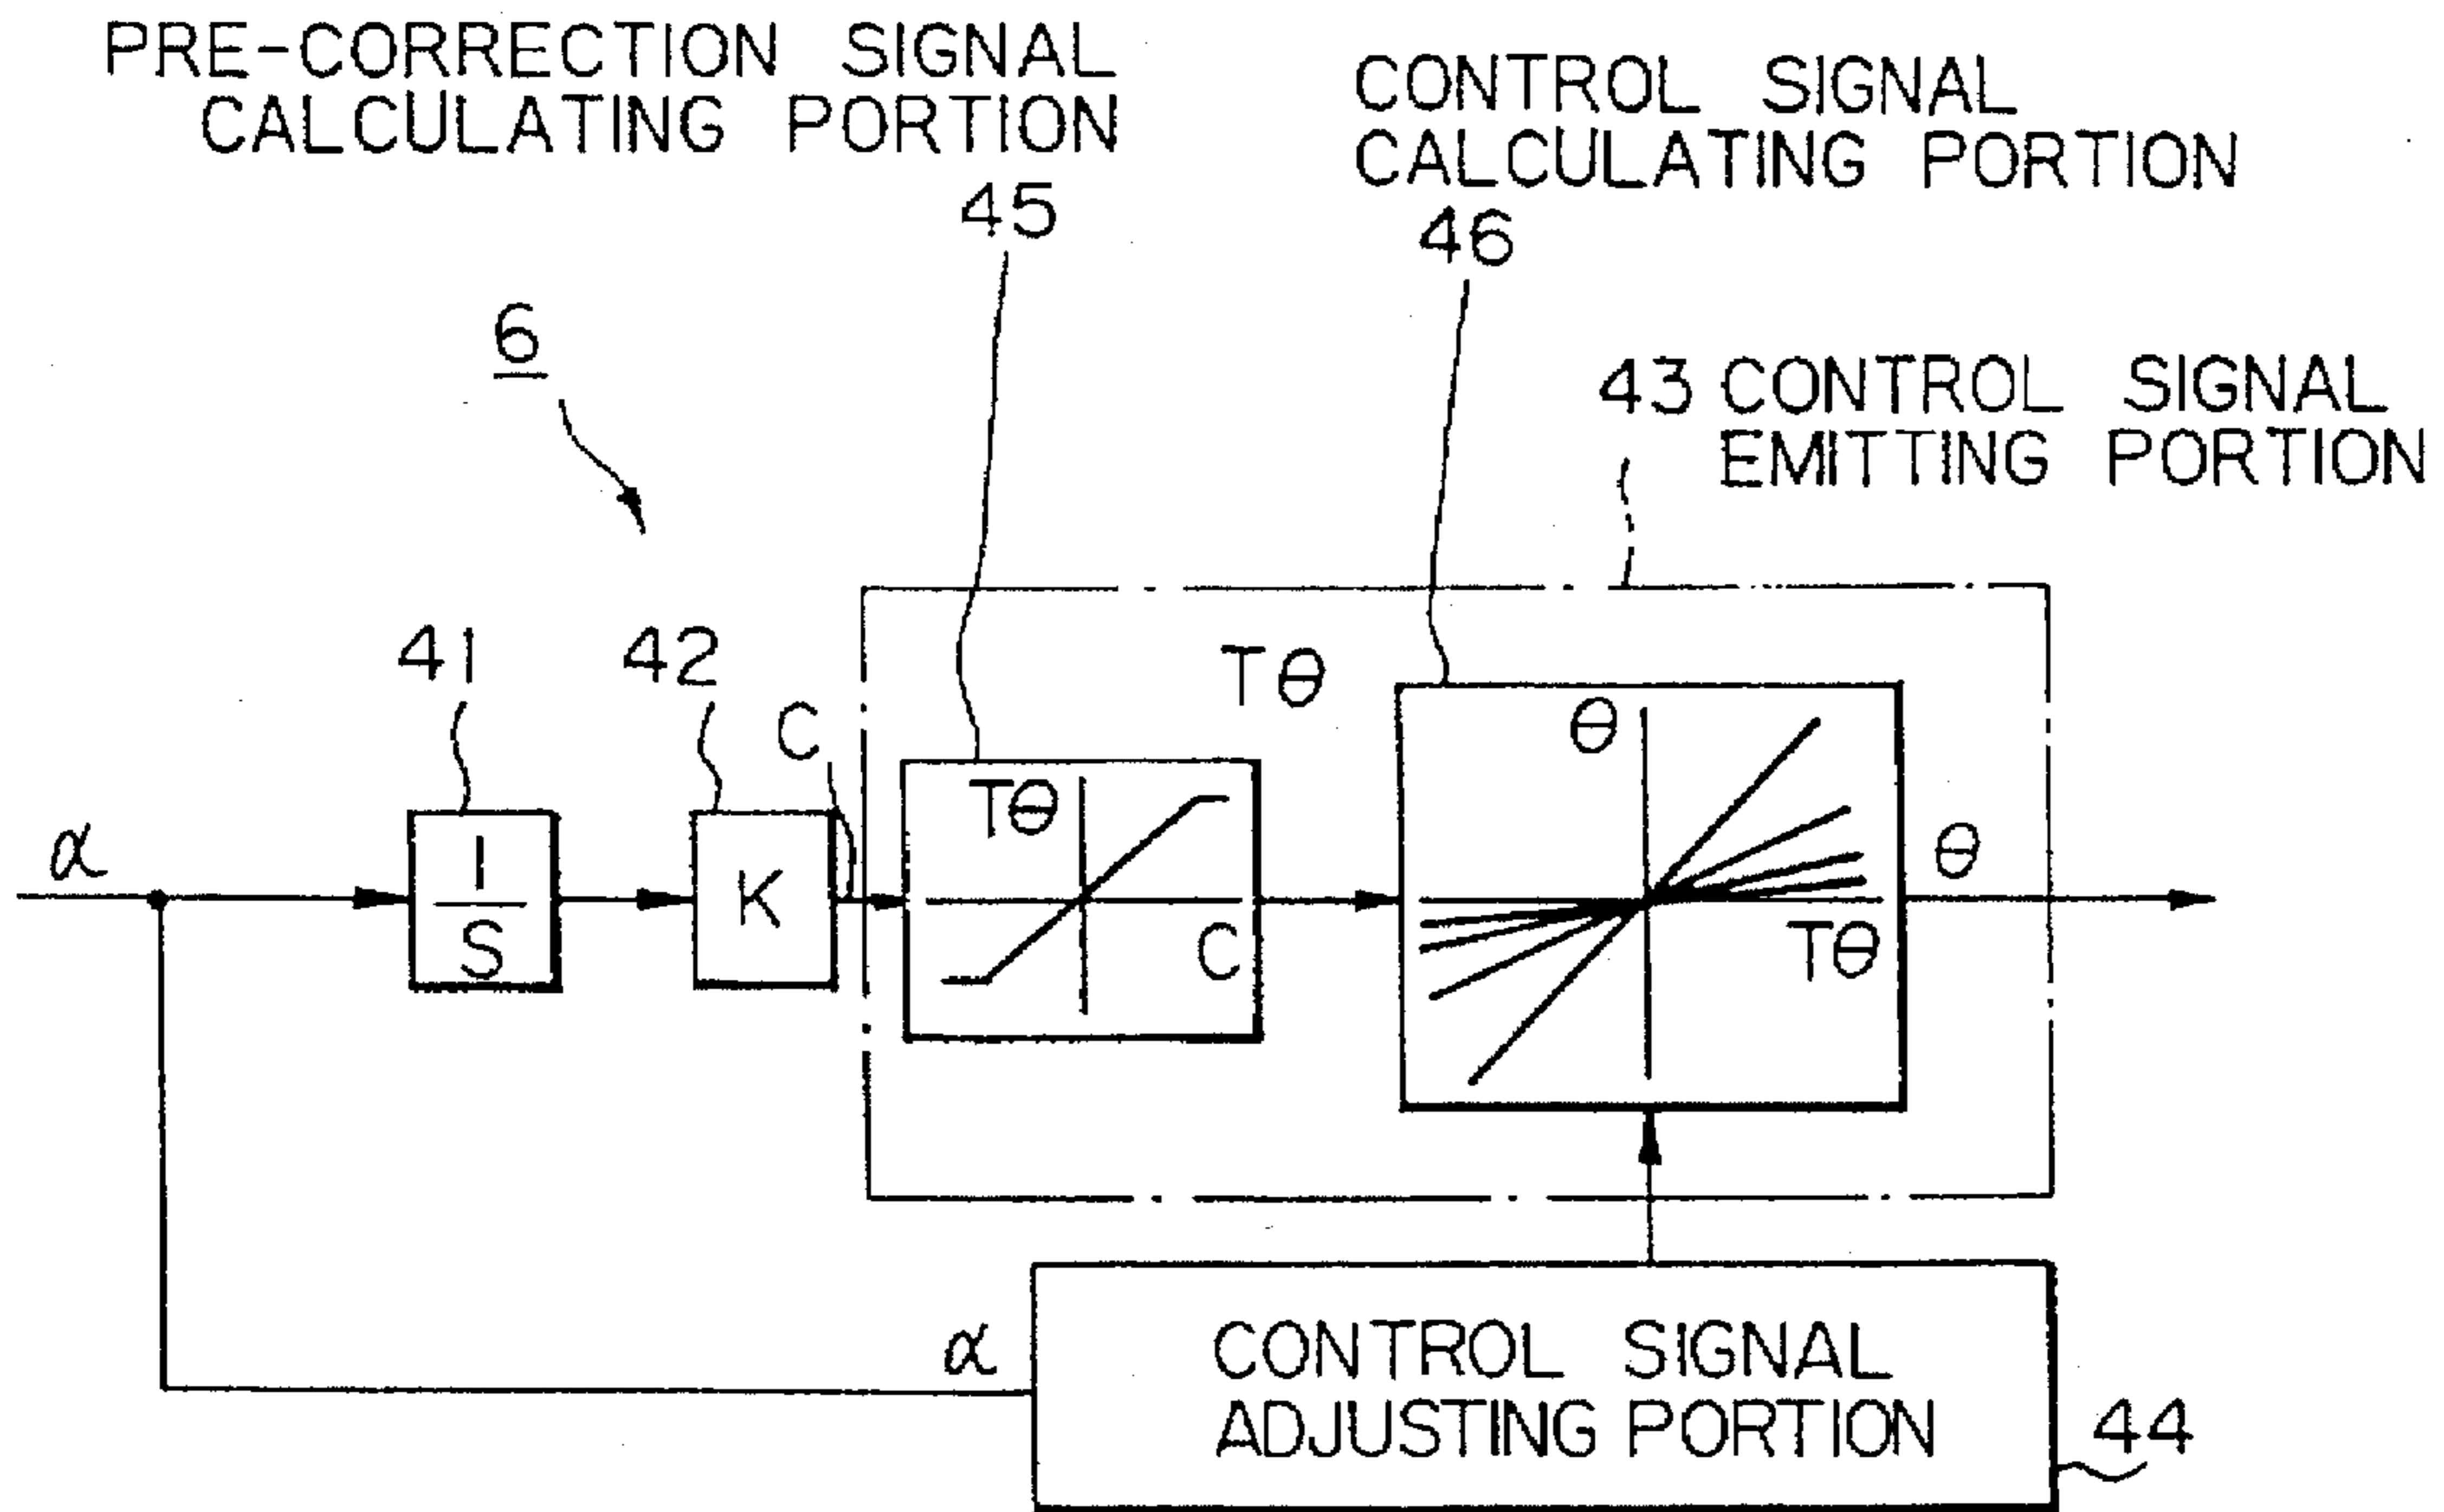 PRE-CORRECTION SIGNAL
CALCULATING PORTION
45
CONTROL SIGNAL
CALCULATING PORTION
46
6
43 CONTROL SIGNAL
EMITTING PORTION
41
42
C
Tθ
α
1
S
K
Tθ
C
θ
Tθ
θ
α
CONTROL SIGNAL
ADJUSTING PORTION
44